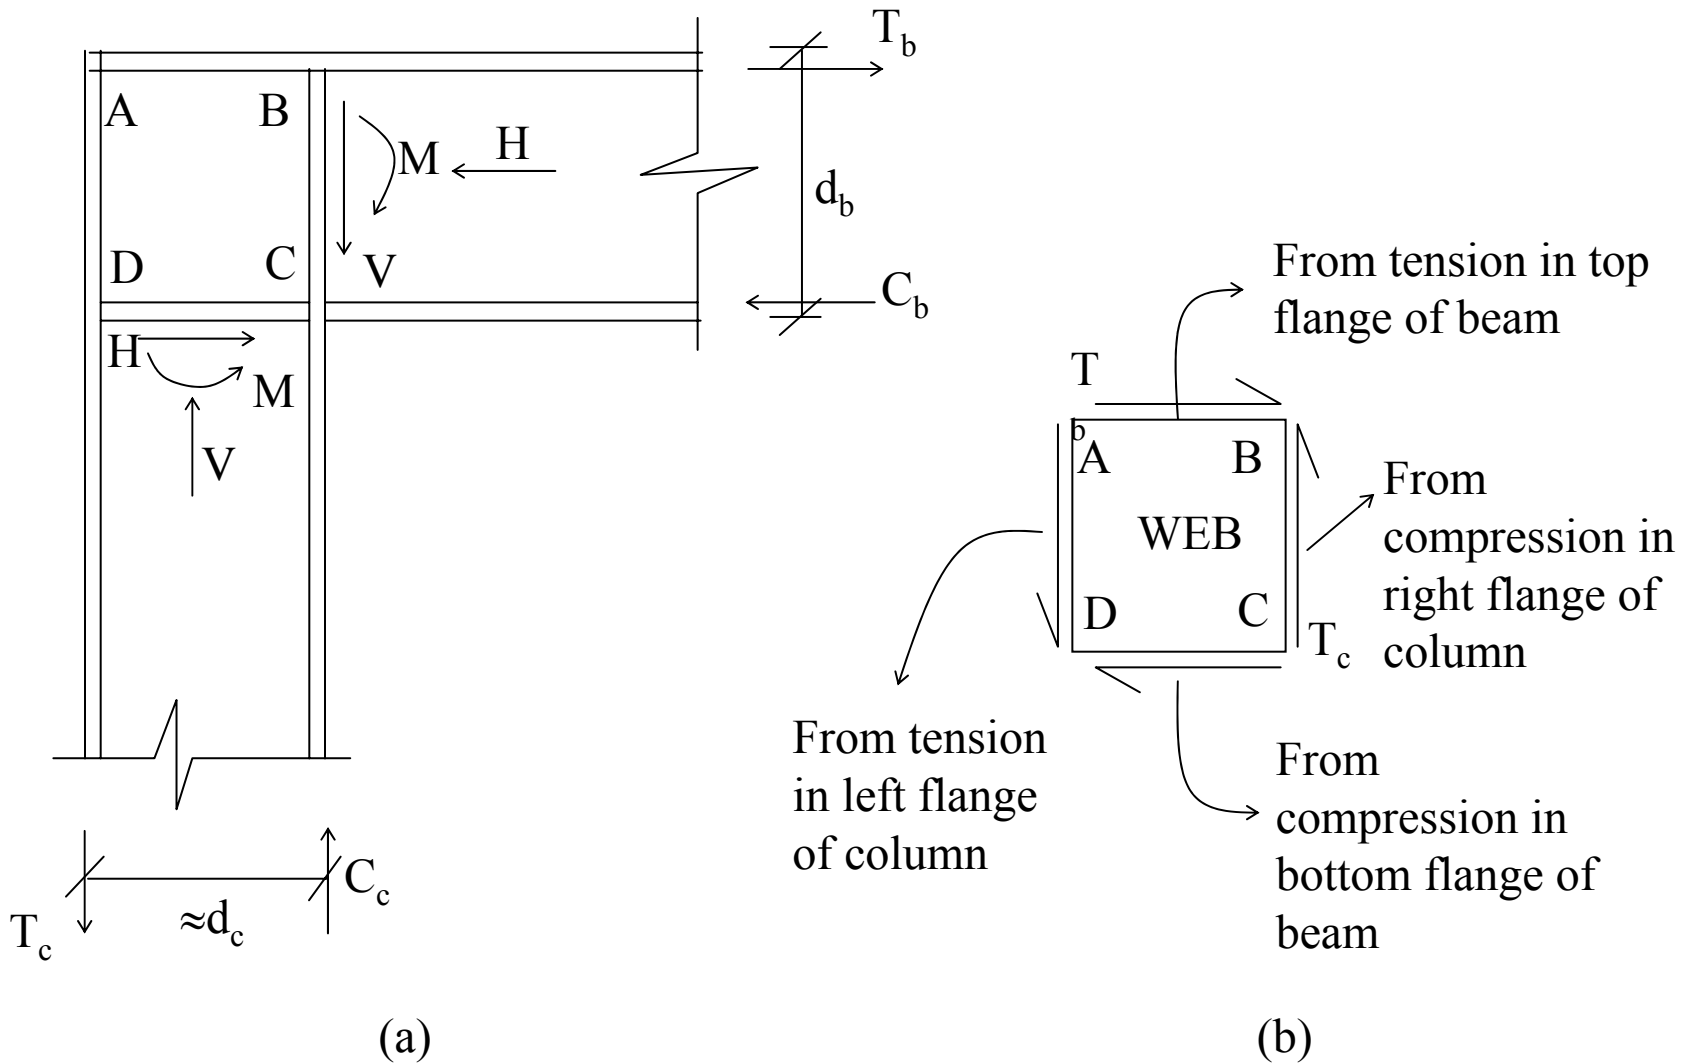 T_b
A
B
M
H
d_b
D
C
V
C_b
H
M
V
C_c
T_c
≈d_c
(a)
From tension in top
flange of beam
T
b
A
B
WEB
D
C
T_c
From
compression in
right flange of
column
From tension
in left flange
of column
From
compression in
bottom flange of
beam
(b)